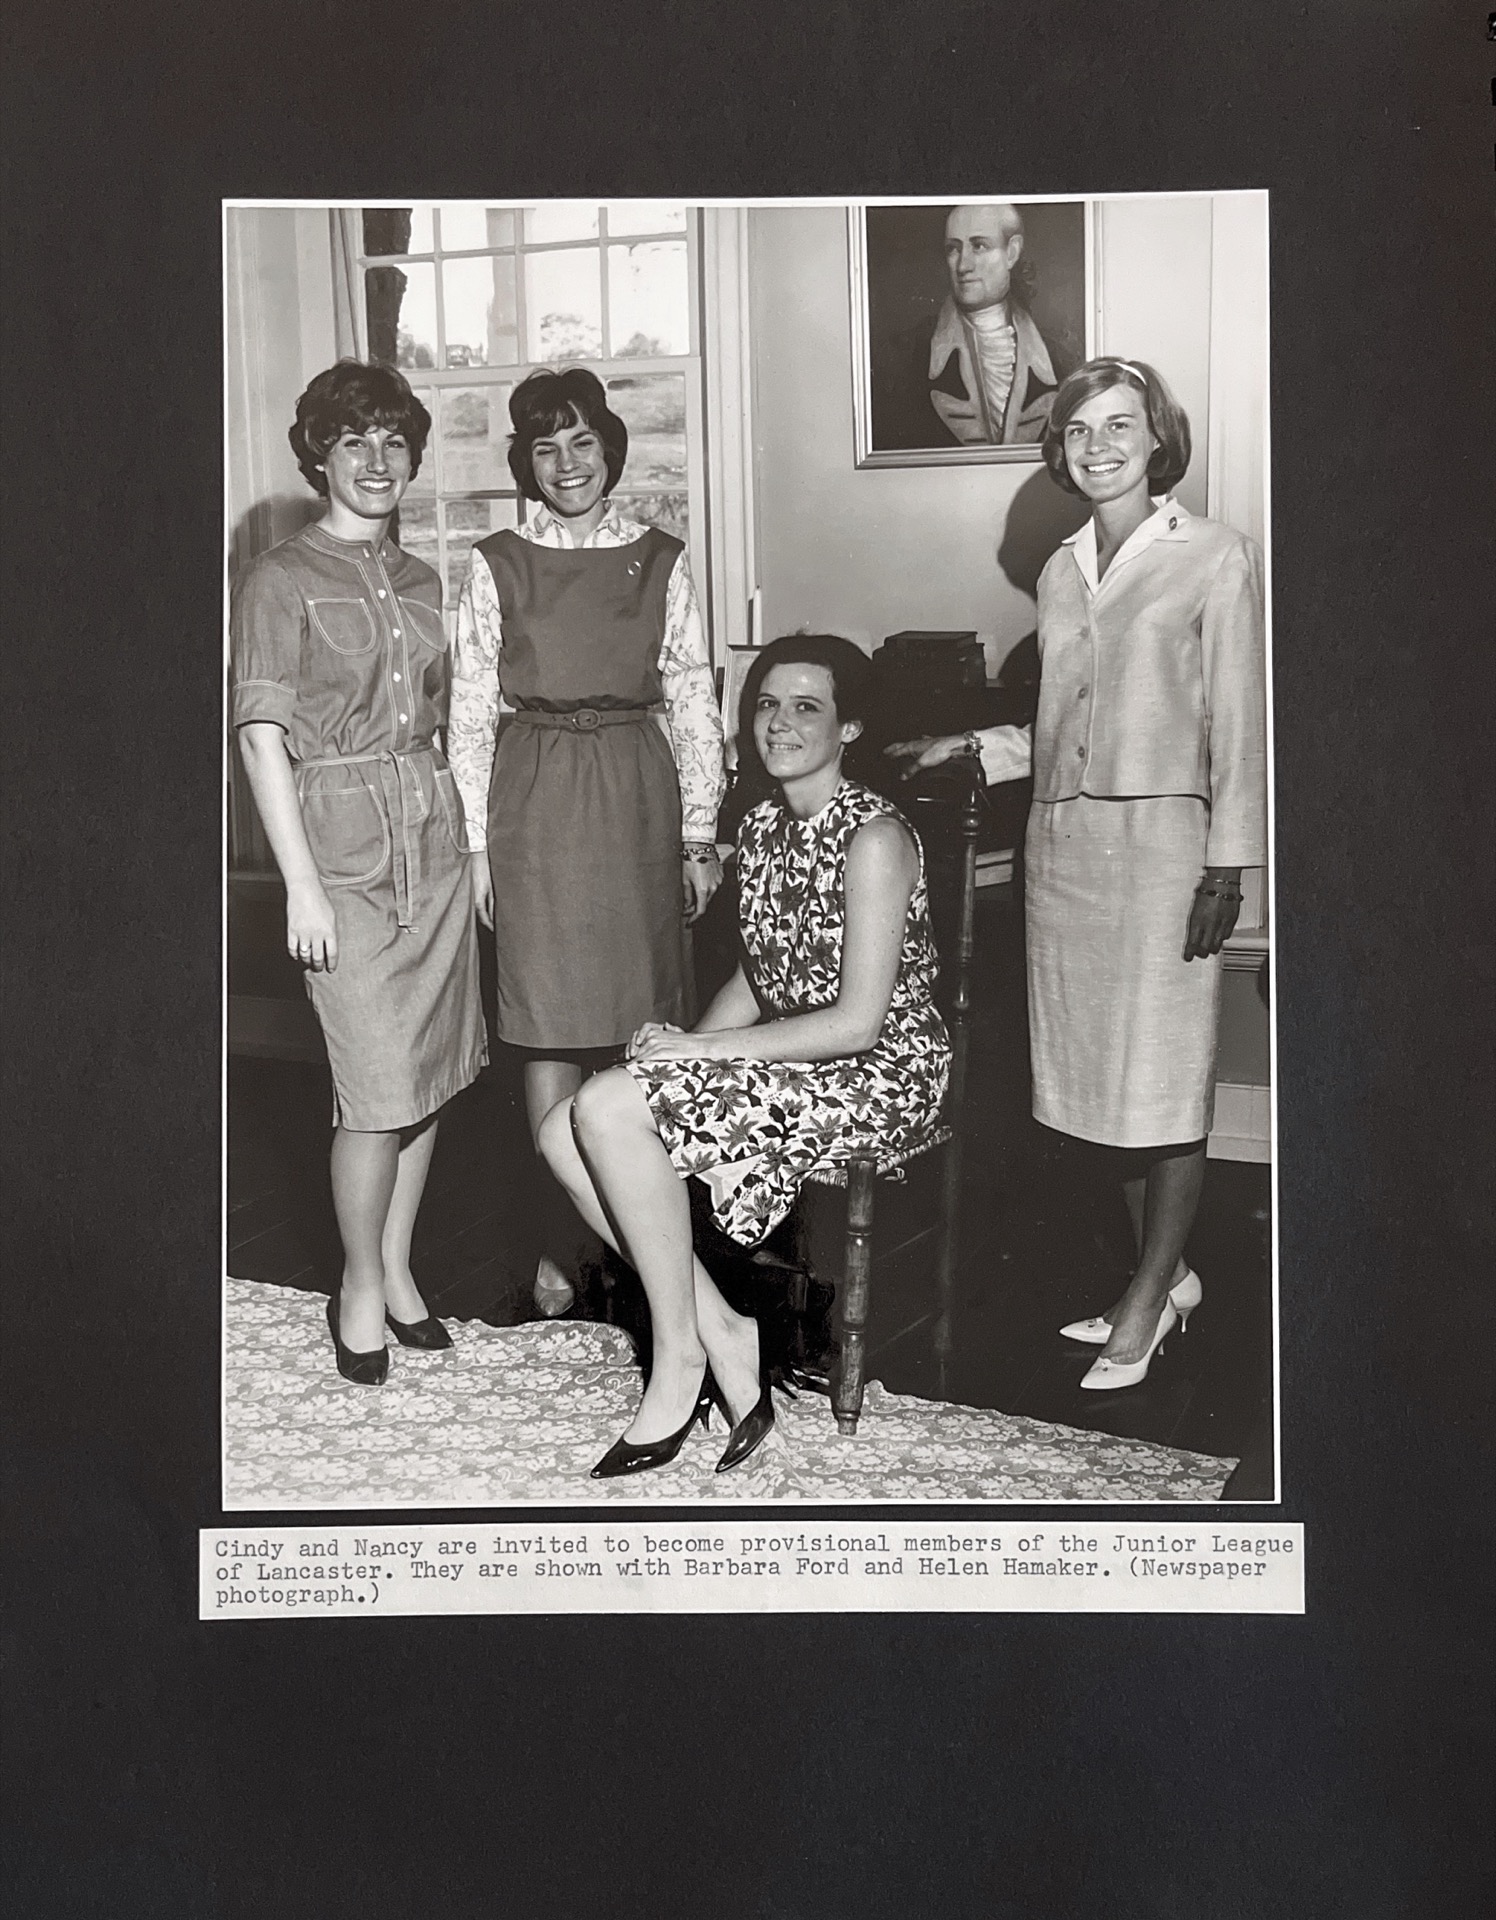 Cindy and Nancy are invited to become provisional members of the Junior League
of Lancaster. They are shown with Barbara Ford and Helen Hamaker. (Newspaper
photograph.)